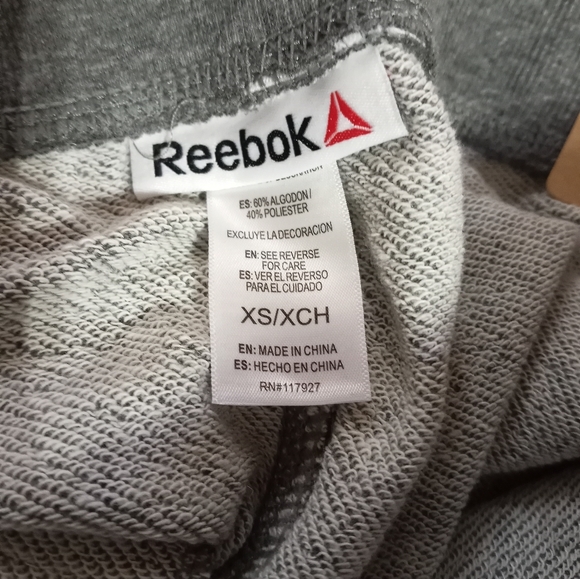 Reebok
ES: 60% ALGODON/
40% POLIESTER
EXCLUYE LA DECORACION
EN: SEE REVERSE
FOR CARE
ES: VER EL REVERSO
PARA EL CUIDADO
XS/XCH
EN: MADE IN CHINA
ES: HECHO EN CHINA
RN#117927